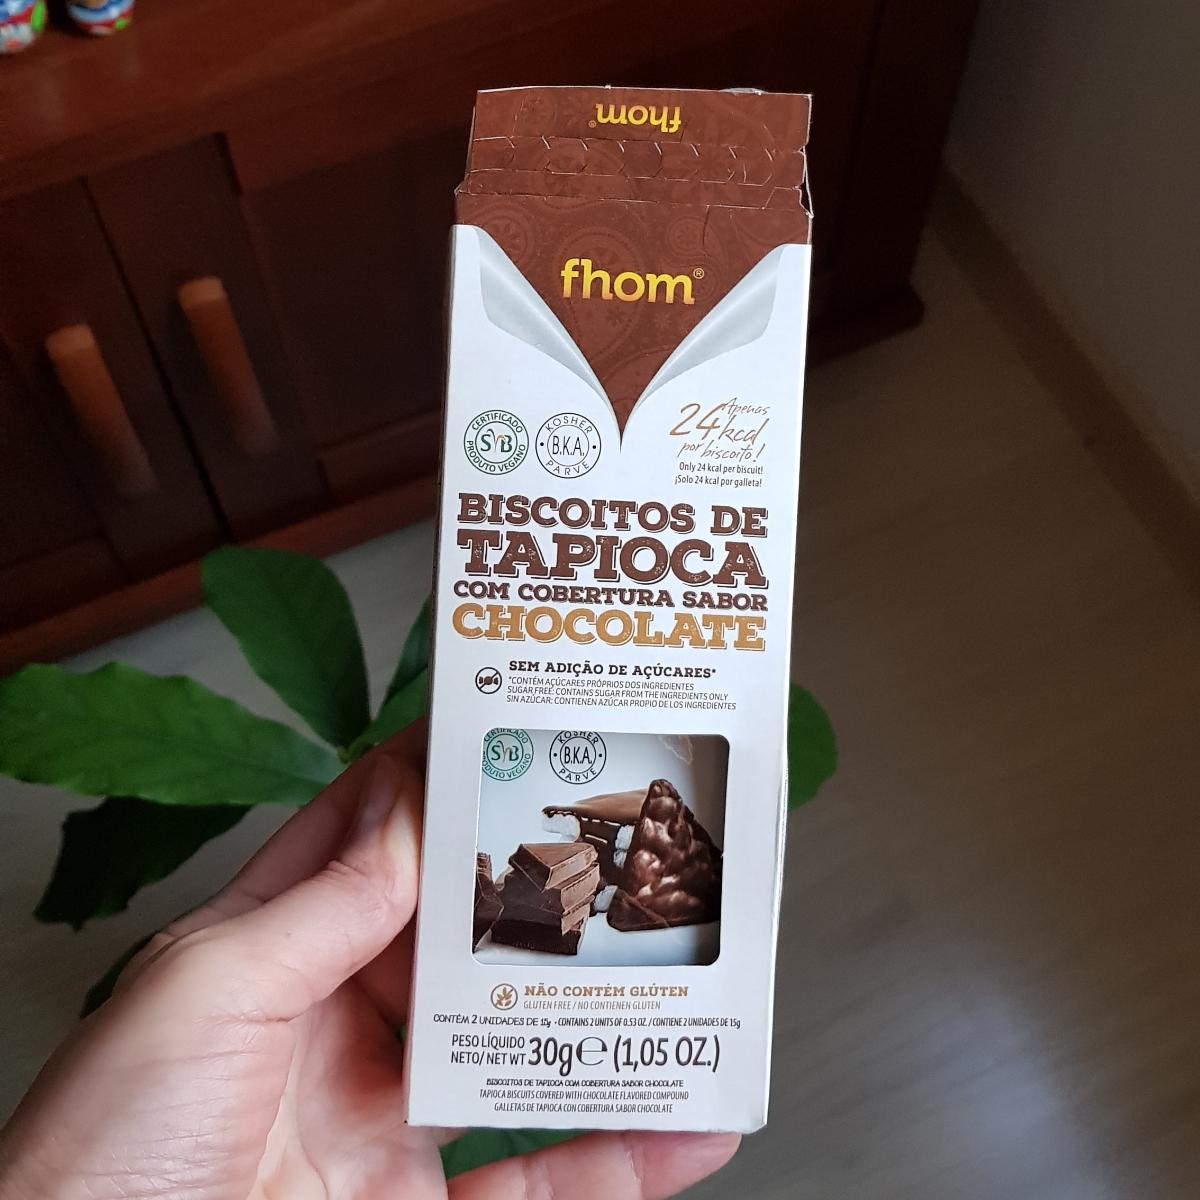 fhom®
fhom®
CERTIFICADO
SVB
PRODUTO VEGANO
KOSHER
B.K.A.
PARVE
Apenas
24 kcal
por biscoito!
Only 24 kcal per biscuit!
¡Solo 24 kcal por galleta!
BISCOITOS DE
TAPIOCA
COM COBERTURA SABOR
CHOCOLATE
SEM ADIÇÃO DE AÇÚCARES*
*CONTÉM AÇÚCARES PRÓPRIOS DOS INGREDIENTES
SUGAR FREE: CONTAINS SUGAR FROM THE INGREDIENTS ONLY
SIN AZÚCAR: CONTIENEN AZÚCAR PROPIO DE LOS INGREDIENTES
CERTIFICADO
SVB
PRODUTO VEGANO
KOSHER
B.K.A.
PARVE
NÃO CONTÉM GLÚTEN
GLUTEN FREE / NO CONTIENEN GLUTEN
CONTÉM 2 UNIDADES DE 15g • CONTAINS 2 UNITS OF 0.53 OZ. / CONTIENE 2 UNIDADES DE 15g
PESO LÍQUIDO
NETO/ NET WT 30g℮ (1,05 OZ.)
BISCOITOS DE TAPIOCA COM COBERTURA SABOR CHOCOLATE
TAPIOCA BISCUITS COVERED WITH CHOCOLATE FLAVORED COMPOUND
GALLETAS DE TAPIOCA CON COBERTURA SABOR CHOCOLATE